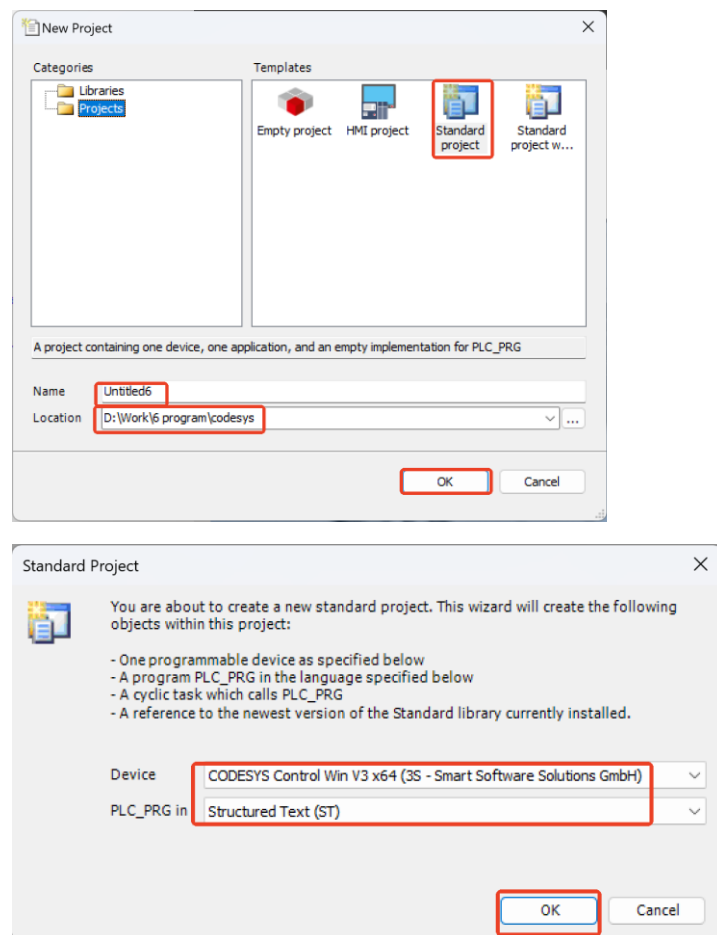 New Project
Categories
Templates
Libraries
Projects
Empty project
HMI project
Standard
project
Standard
project w...
A project containing one device, one application, and an empty implementation for PLC_PRG
Name
Untitled6
Location
D:\Work\6 program\codesys
...
OK
Cancel
Standard Project
You are about to create a new standard project. This wizard will create the following
objects within this project:
- One programmable device as specified below
- A program PLC_PRG in the language specified below
- A cyclic task which calls PLC_PRG
- A reference to the newest version of the Standard library currently installed.
Device
CODESYS Control Win V3 x64 (3S - Smart Software Solutions GmbH)
PLC_PRG in
Structured Text (ST)
OK
Cancel